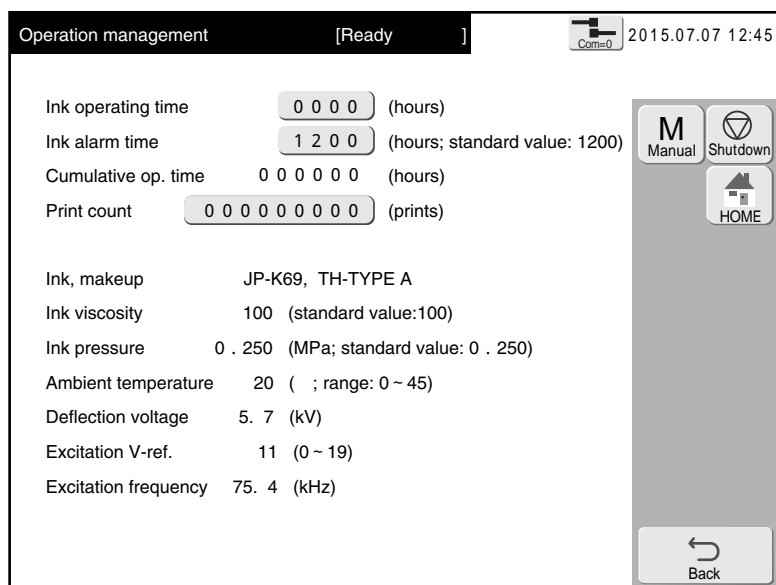 Operation management [Ready ] Com=0 2015.07.07 12:45
Ink operating time 0 0 0 0 (hours)
Ink alarm time 1 2 0 0 (hours; standard value: 1200)
Cumulative op. time 0 0 0 0 0 0 (hours)
Print count 0 0 0 0 0 0 0 0 0 (prints)
M
Manual
Shutdown
HOME
Ink, makeup JP-K69, TH-TYPE A
Ink viscosity 100 (standard value:100)
Ink pressure 0 . 250 (MPa; standard value: 0 . 250)
Ambient temperature 20 ( ; range: 0 ~ 45)
Deflection voltage 5. 7 (kV)
Excitation V-ref. 11 (0 ~ 19)
Excitation frequency 75. 4 (kHz)
Back